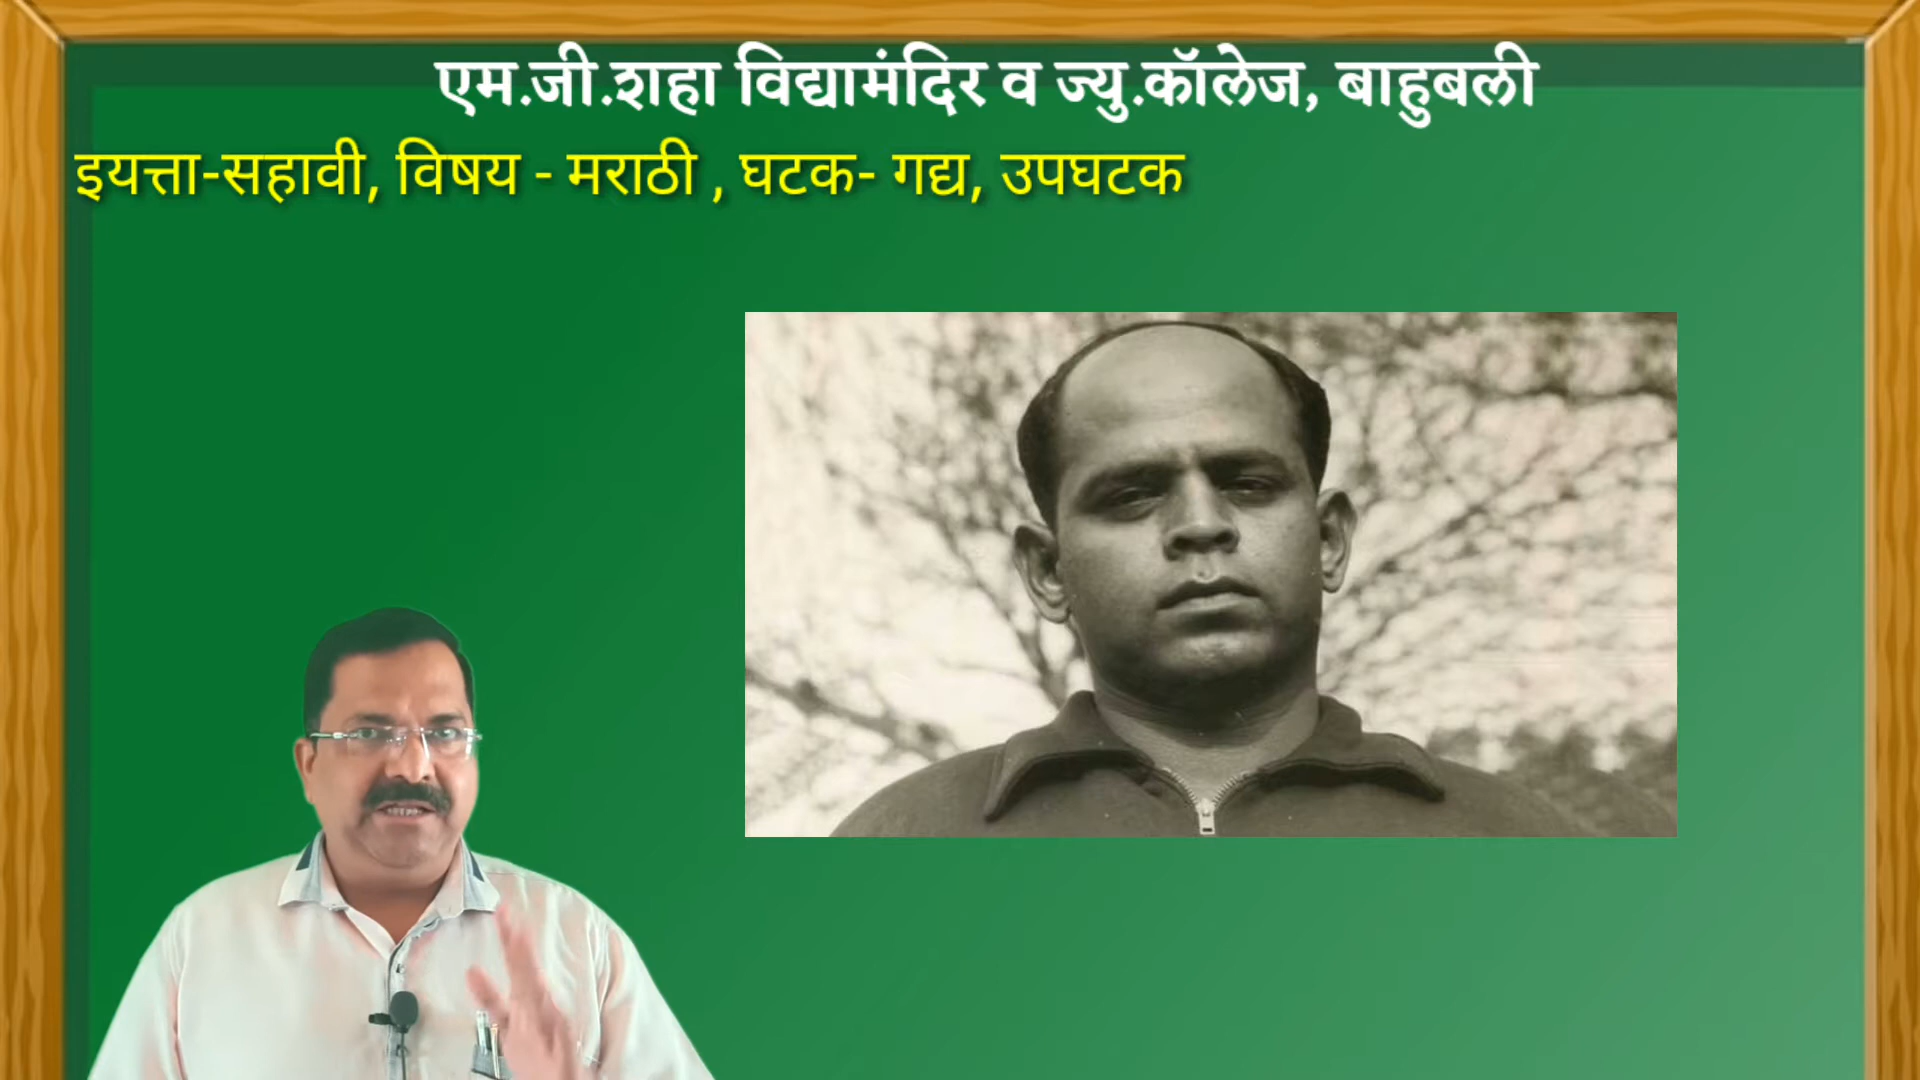 एम.जी.शहा विद्यामंदिर व ज्यु.कॉलेज, बाहुबली
इयत्ता-सहावी, विषय - मराठी , घटक- गद्य, उपघटक